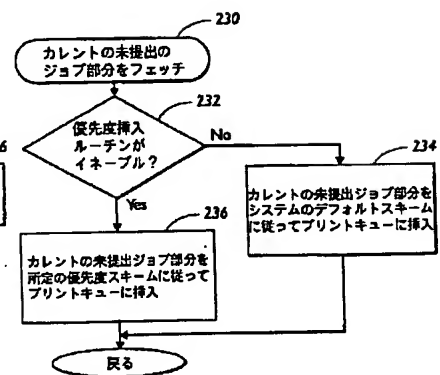 230
カレントの未提出の
ジョブ部分をフェッチ
232
優先度挿入
ルーチンが
イネーブル?
No
Yes
234
カレントの未提出ジョブ部分を
システムのデフォルトスキーム
に従ってプリントキューに挿入
236
カレントの未提出ジョブ部分を
所定の優先度スキームに従って
プリントキューに挿入
戻る